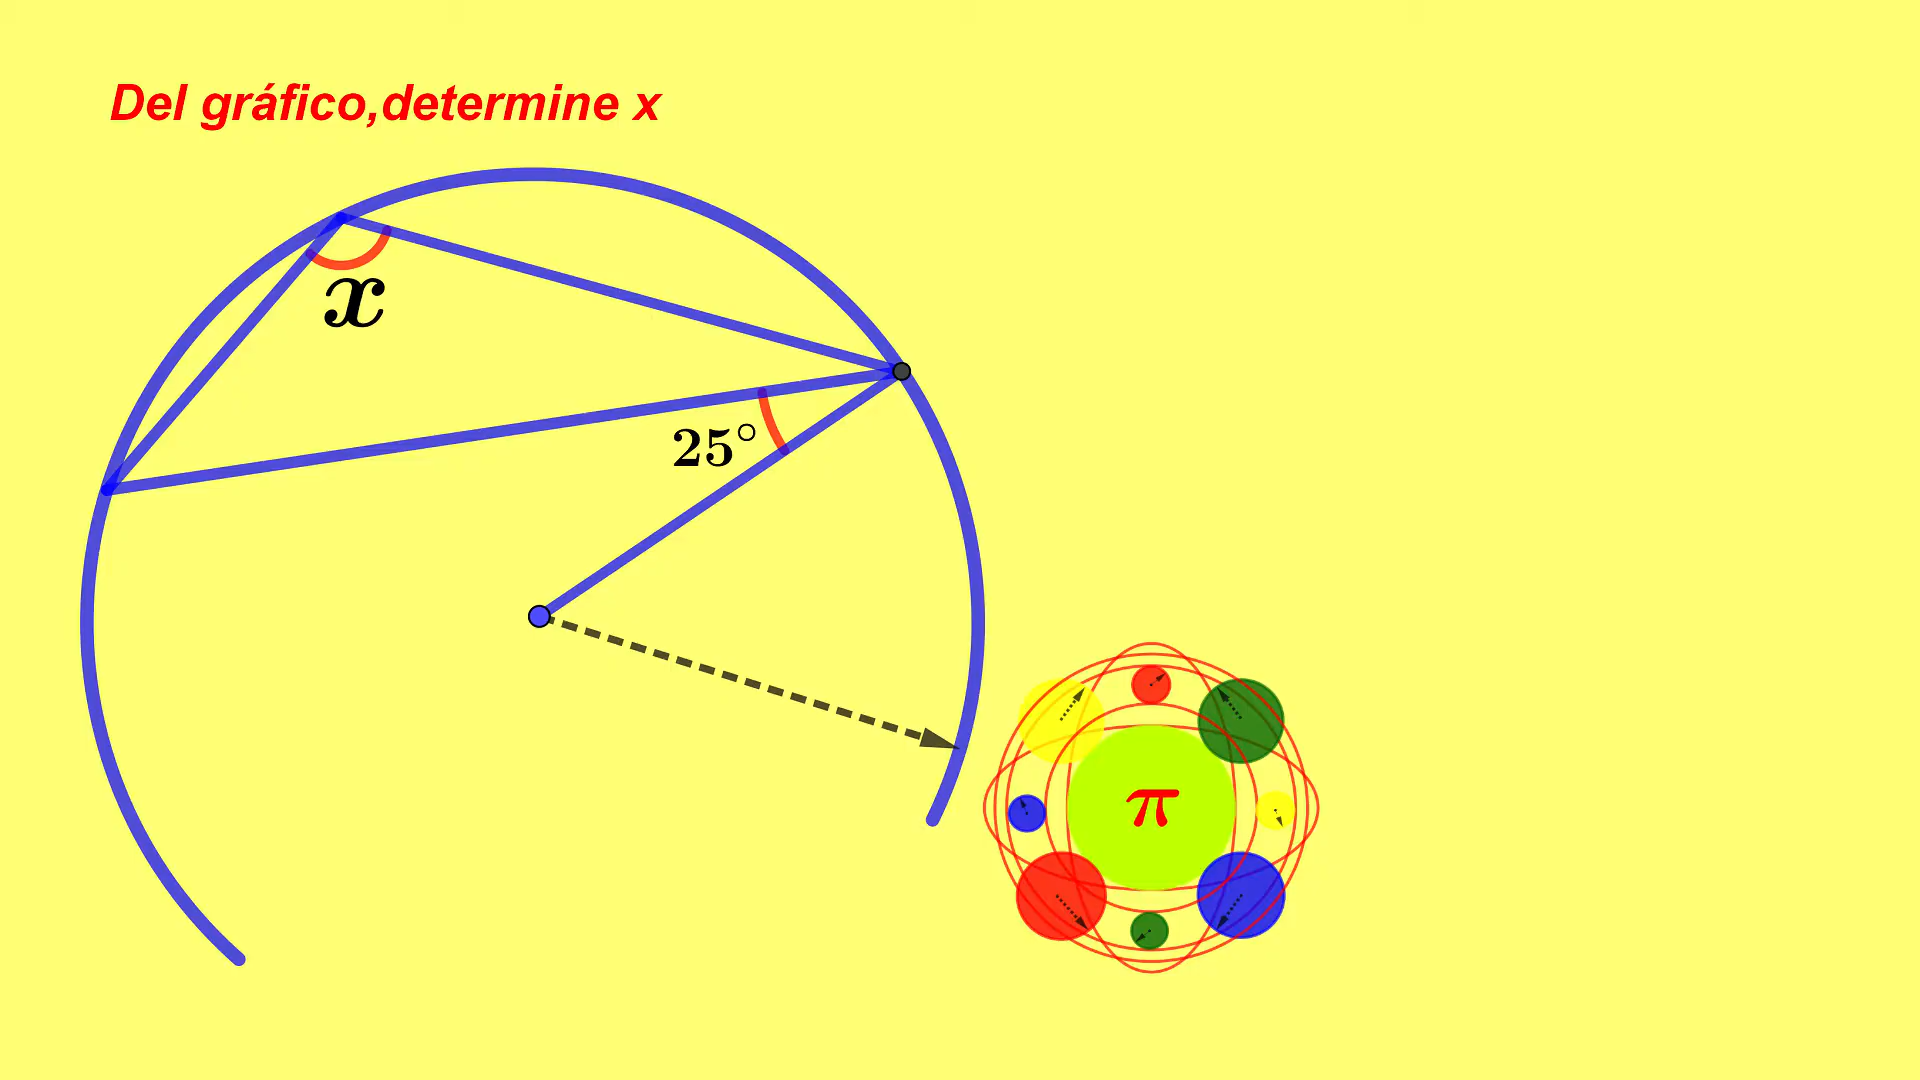 Del gráfico,determine x
x
25°
π